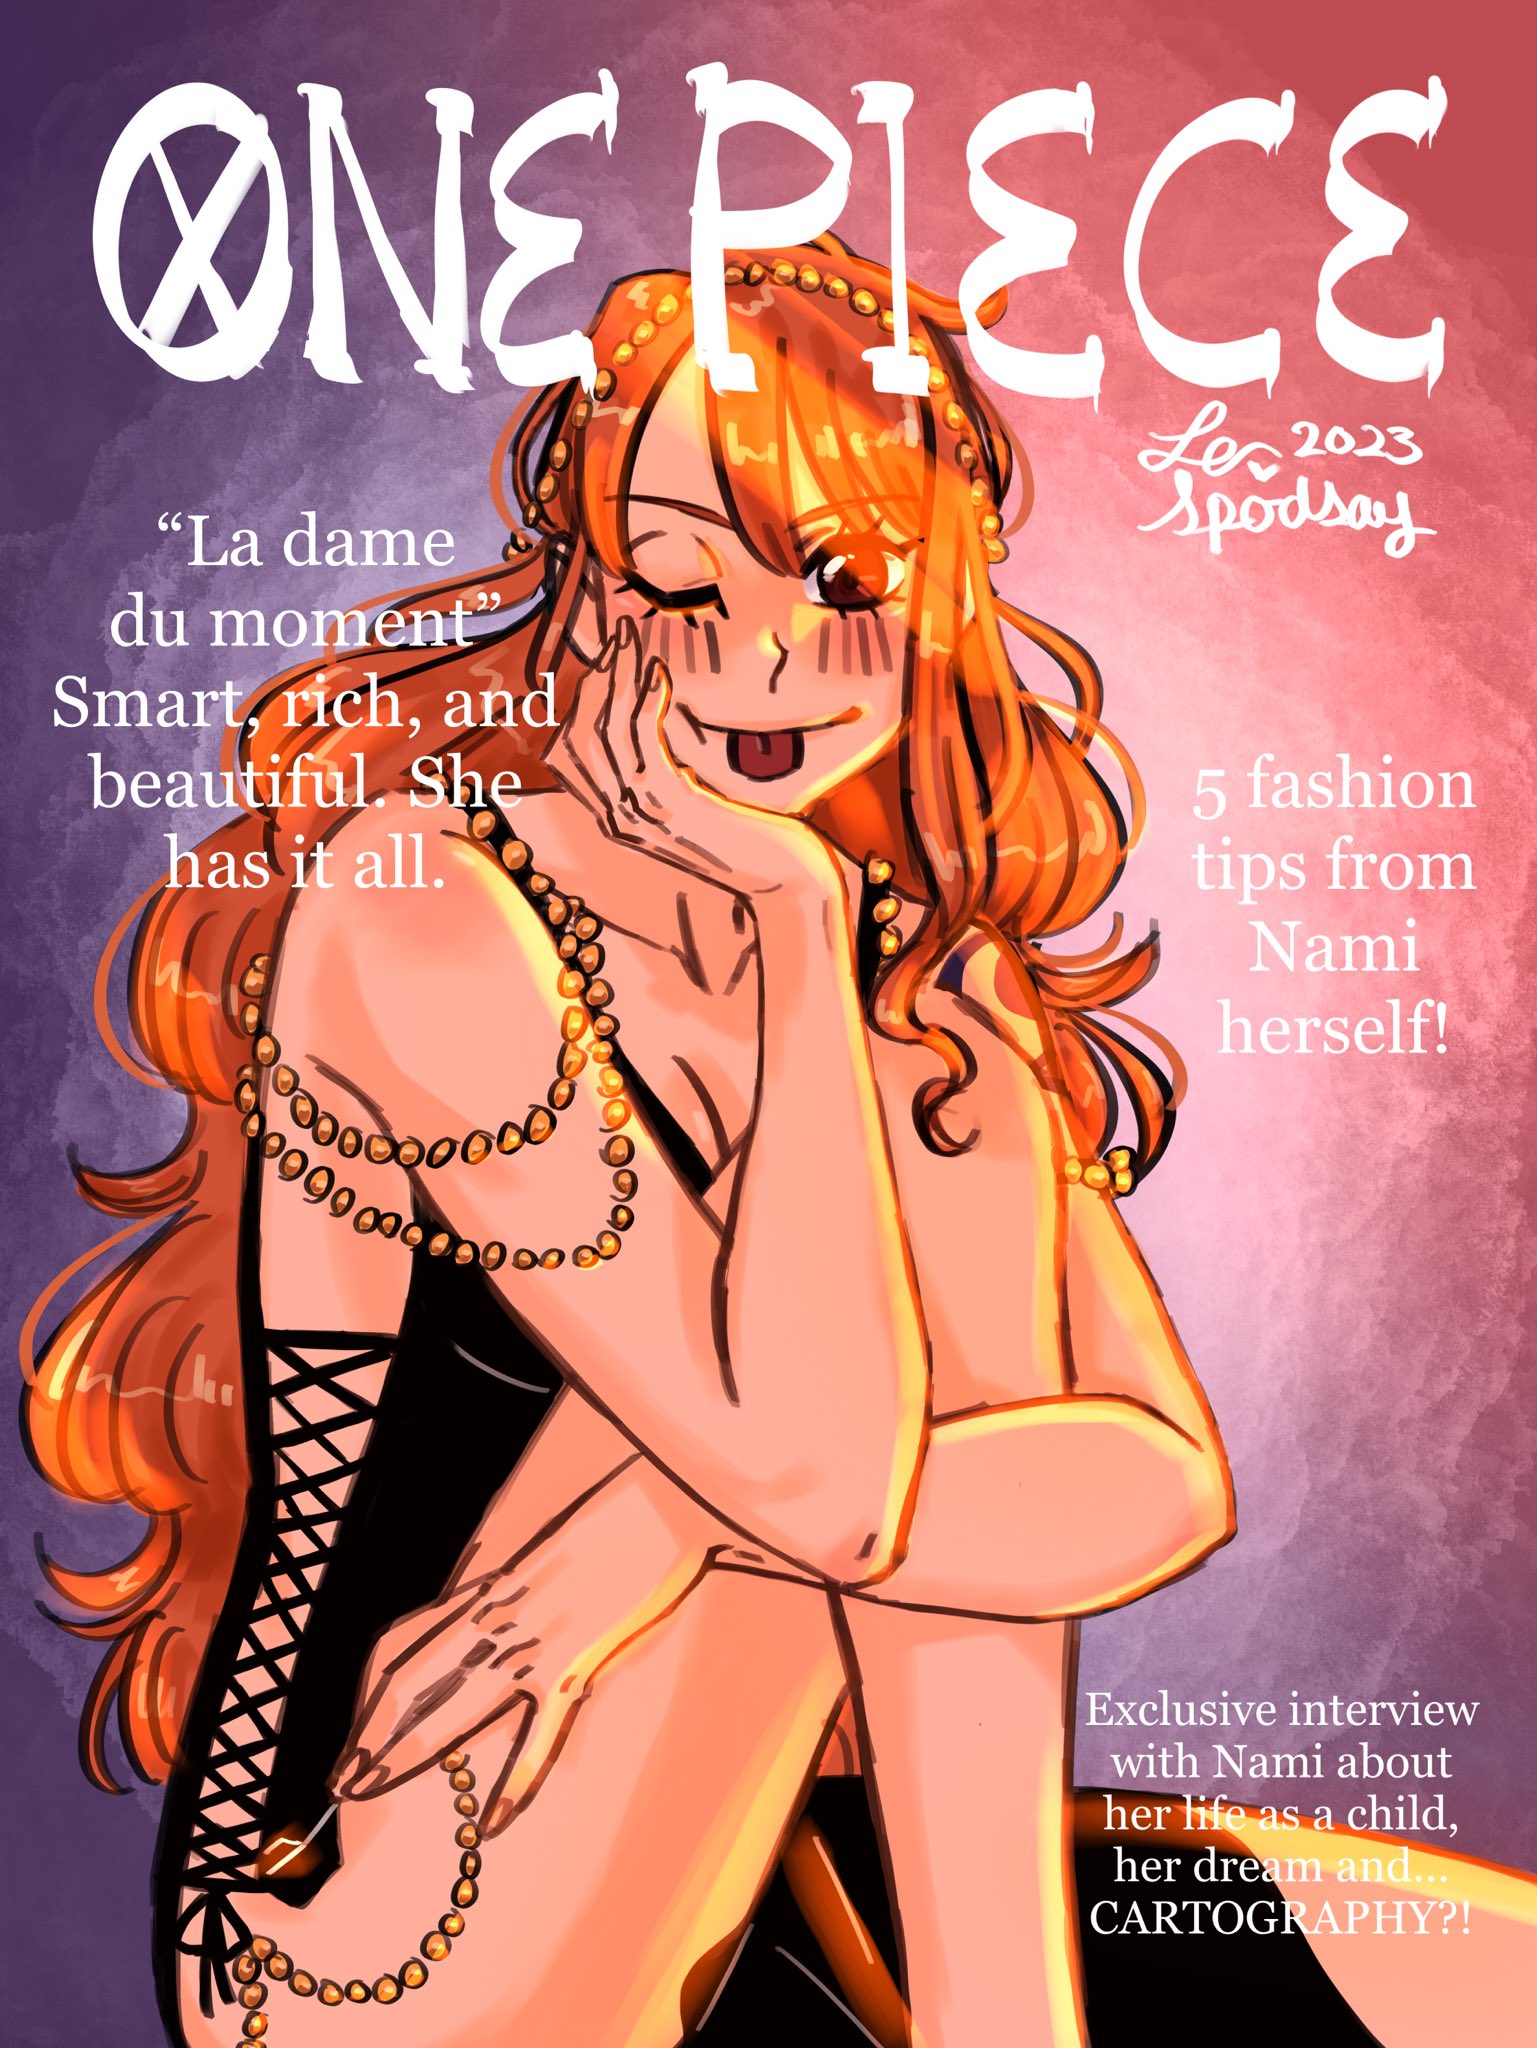 ONE PIECE
Le 2023
Spodsay
“La dame
du moment”
Smart, rich, and
beautiful. She
has it all.
5 fashion
tips from
Nami
herself!
Exclusive interview
with Nami about
her life as a child,
her dream and...
CARTOGRAPHY?!